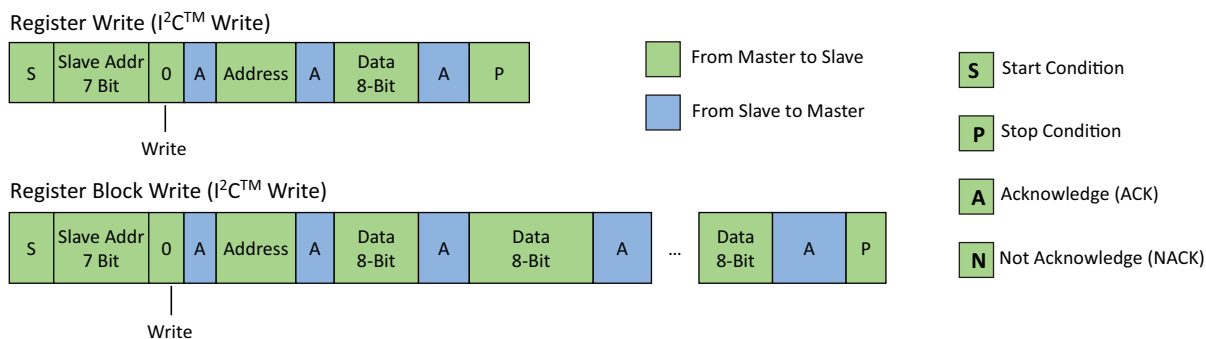 Register Write (I²C™ Write)
S Slave Addr 7 Bit 0 A Address A Data 8-Bit A P
Write
From Master to Slave
From Slave to Master
S Start Condition
P Stop Condition
A Acknowledge (ACK)
N Not Acknowledge (NACK)
Register Block Write (I²C™ Write)
S Slave Addr 7 Bit 0 A Address A Data 8-Bit A Data 8-Bit A ... Data 8-Bit A P
Write